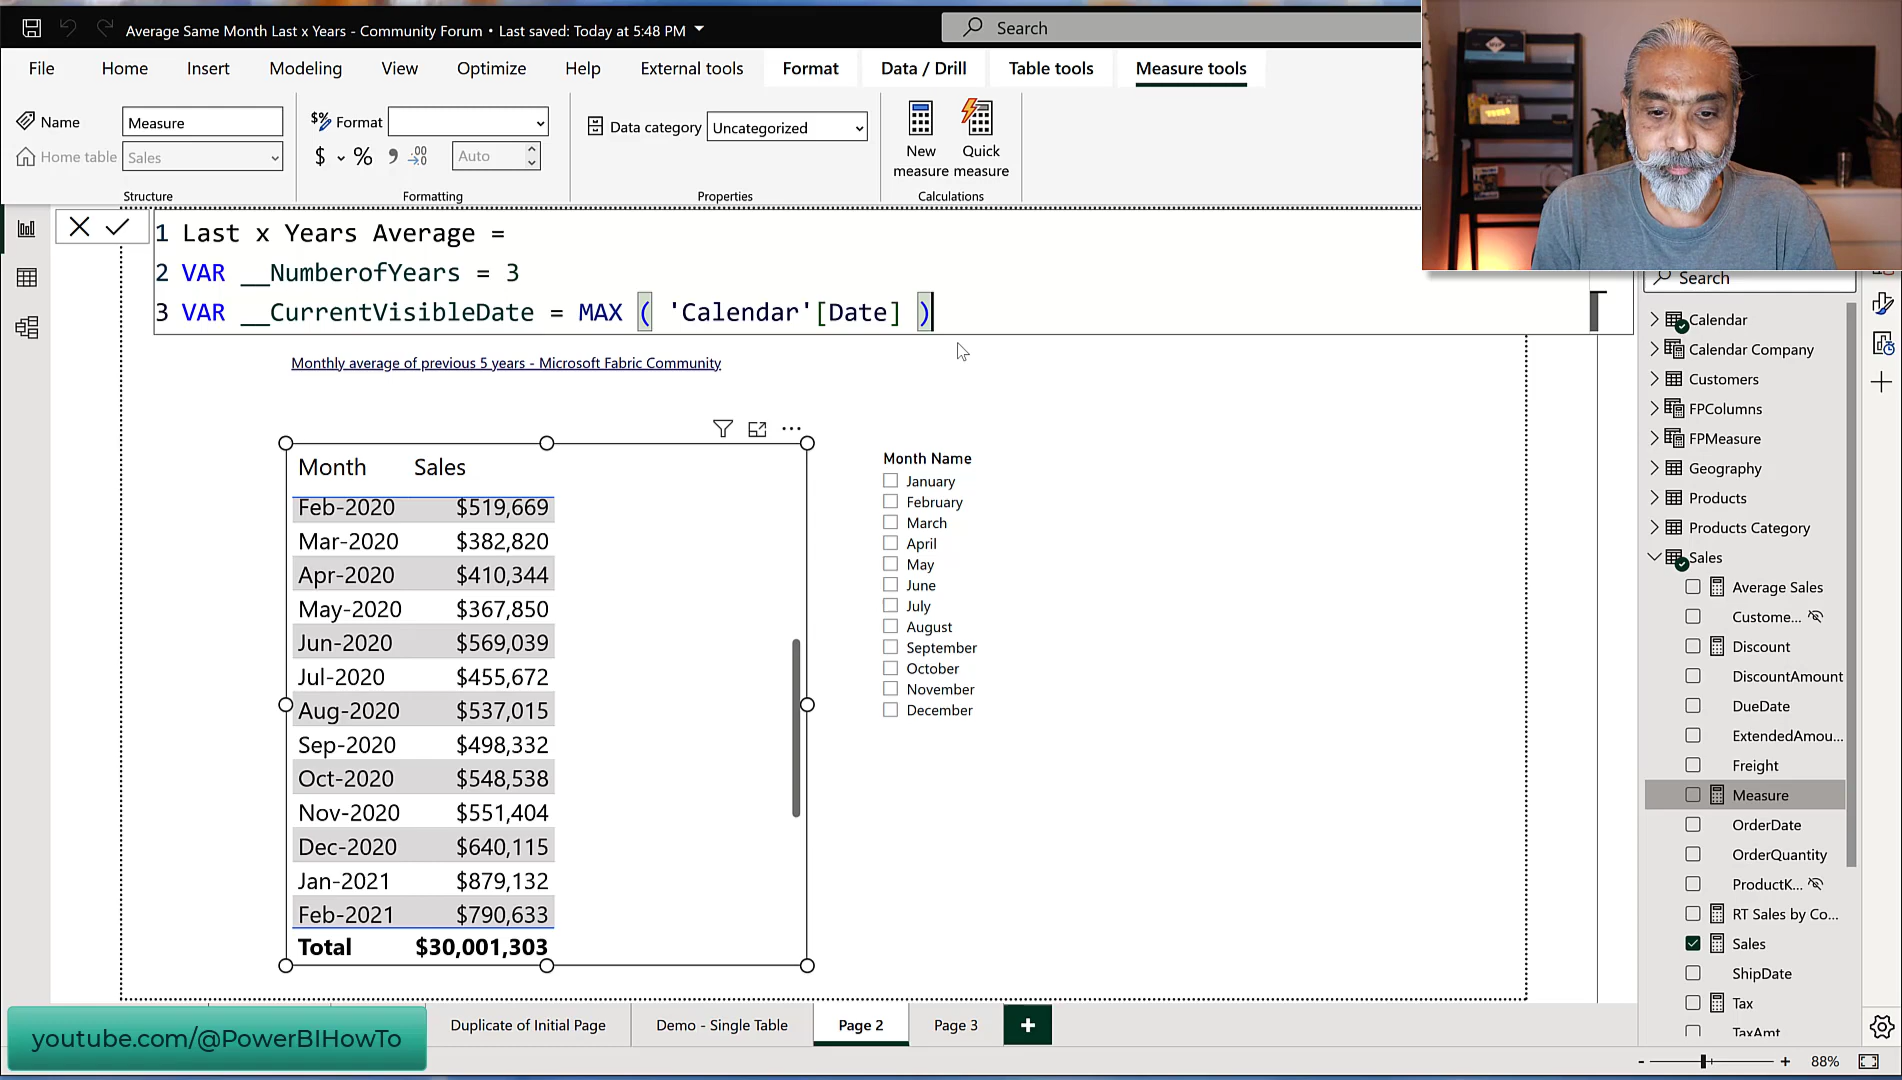 Average Same Month Last x Years - Community Forum • Last saved: Today at 5:48 PM
Search
File Home Insert Modeling View Optimize Help External tools Format Data / Drill Table tools Measure tools
Name Measure
Home table Sales
Structure
Format
$ % 9 .00
Auto
Formatting
Data category Uncategorized
Properties
New measure
Quick measure
Calculations
1 Last x Years Average =
2 VAR __NumberofYears = 3
3 VAR __CurrentVisibleDate = MAX ( 'Calendar'[Date] )
Monthly average of previous 5 years - Microsoft Fabric Community
Month Sales
Feb-2020 $519,669
Mar-2020 $382,820
Apr-2020 $410,344
May-2020 $367,850
Jun-2020 $569,039
Jul-2020 $455,672
Aug-2020 $537,015
Sep-2020 $498,332
Oct-2020 $548,538
Nov-2020 $551,404
Dec-2020 $640,115
Jan-2021 $879,132
Feb-2021 $790,633
Total $30,001,303
Month Name
January
February
March
April
May
June
July
August
September
October
November
December
Search
Calendar
Calendar Company
Customers
FPColumns
FPMeasure
Geography
Products
Products Category
Sales
Average Sales
Custome...
Discount
DiscountAmount
DueDate
ExtendedAmou...
Freight
Measure
OrderDate
OrderQuantity
ProductK...
RT Sales by Co...
Sales
ShipDate
Tax
TaxAmt
youtube.com/@PowerBIHowTo
Duplicate of Initial Page Demo - Single Table Page 2 Page 3 +
- + 88%